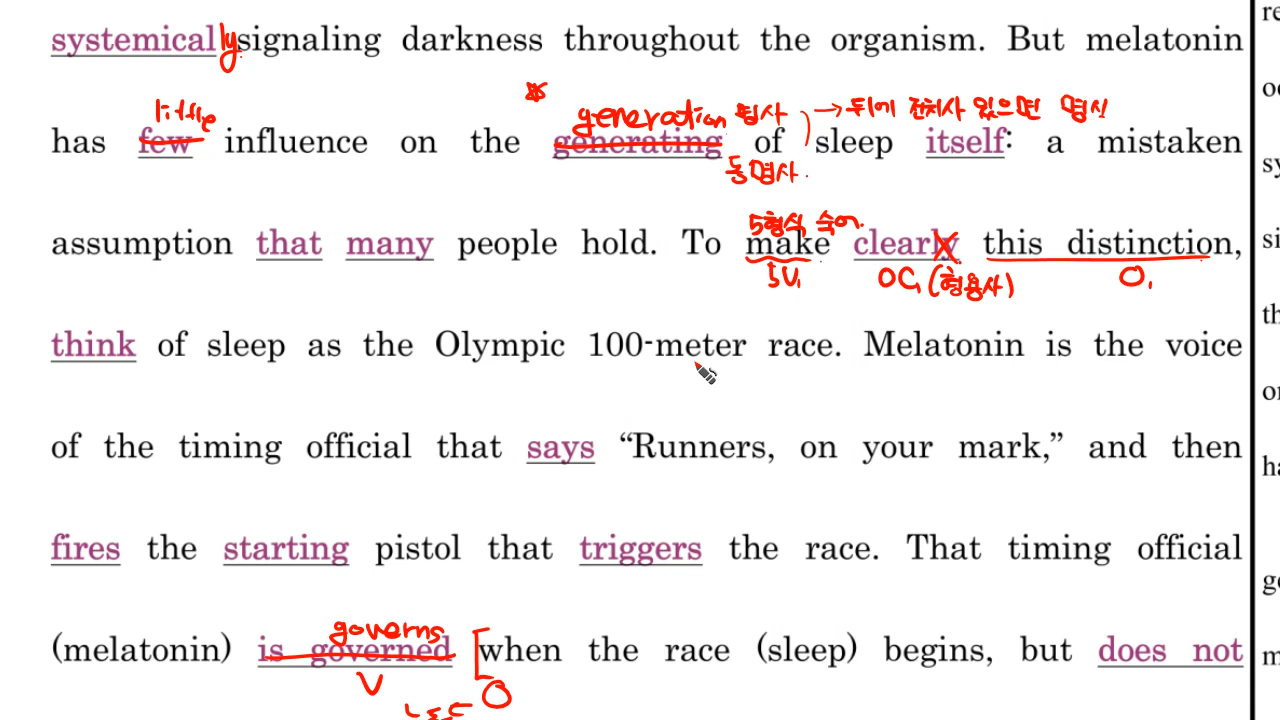 systemically signaling darkness throughout the organism. But melatonin
little
generation 명사 → 뒤에 전치사 있으면 명사
has few influence on the generating of sleep itself: a mistaken
동명사.
5형식 숙어.
assumption that many people hold. To make clearly this distinction,
5V₁ OC₁ (형용사) O₁
think of sleep as the Olympic 100-meter race. Melatonin is the voice
of the timing official that says “Runners, on your mark,” and then
fires the starting pistol that triggers the race. That timing official
governs
(melatonin) is governed [when the race (sleep) begins, but does not
V O